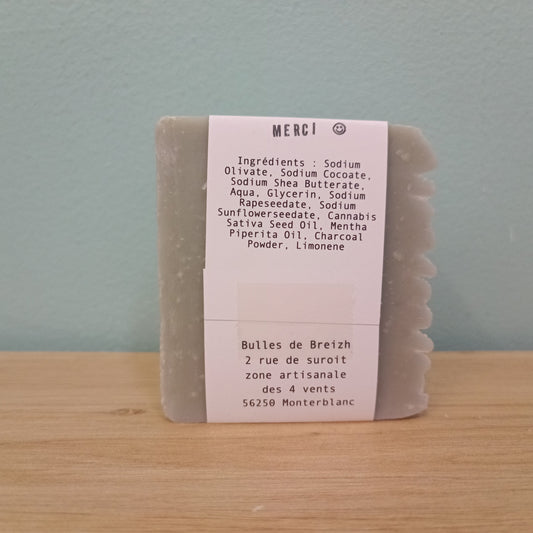 MERCI ☺
Ingrédients : Sodium
Olivate, Sodium Cocoate,
Sodium Shea Butterate,
Aqua, Glycerin, Sodium
Rapeseedate, Sodium
Sunflowerseedate, Cannabis
Sativa Seed Oil, Mentha
Piperita Oil, Charcoal
Powder, Limonene
Bulles de Breizh
2 rue de suroit
zone artisanale
des 4 vents
56250 Monterblanc